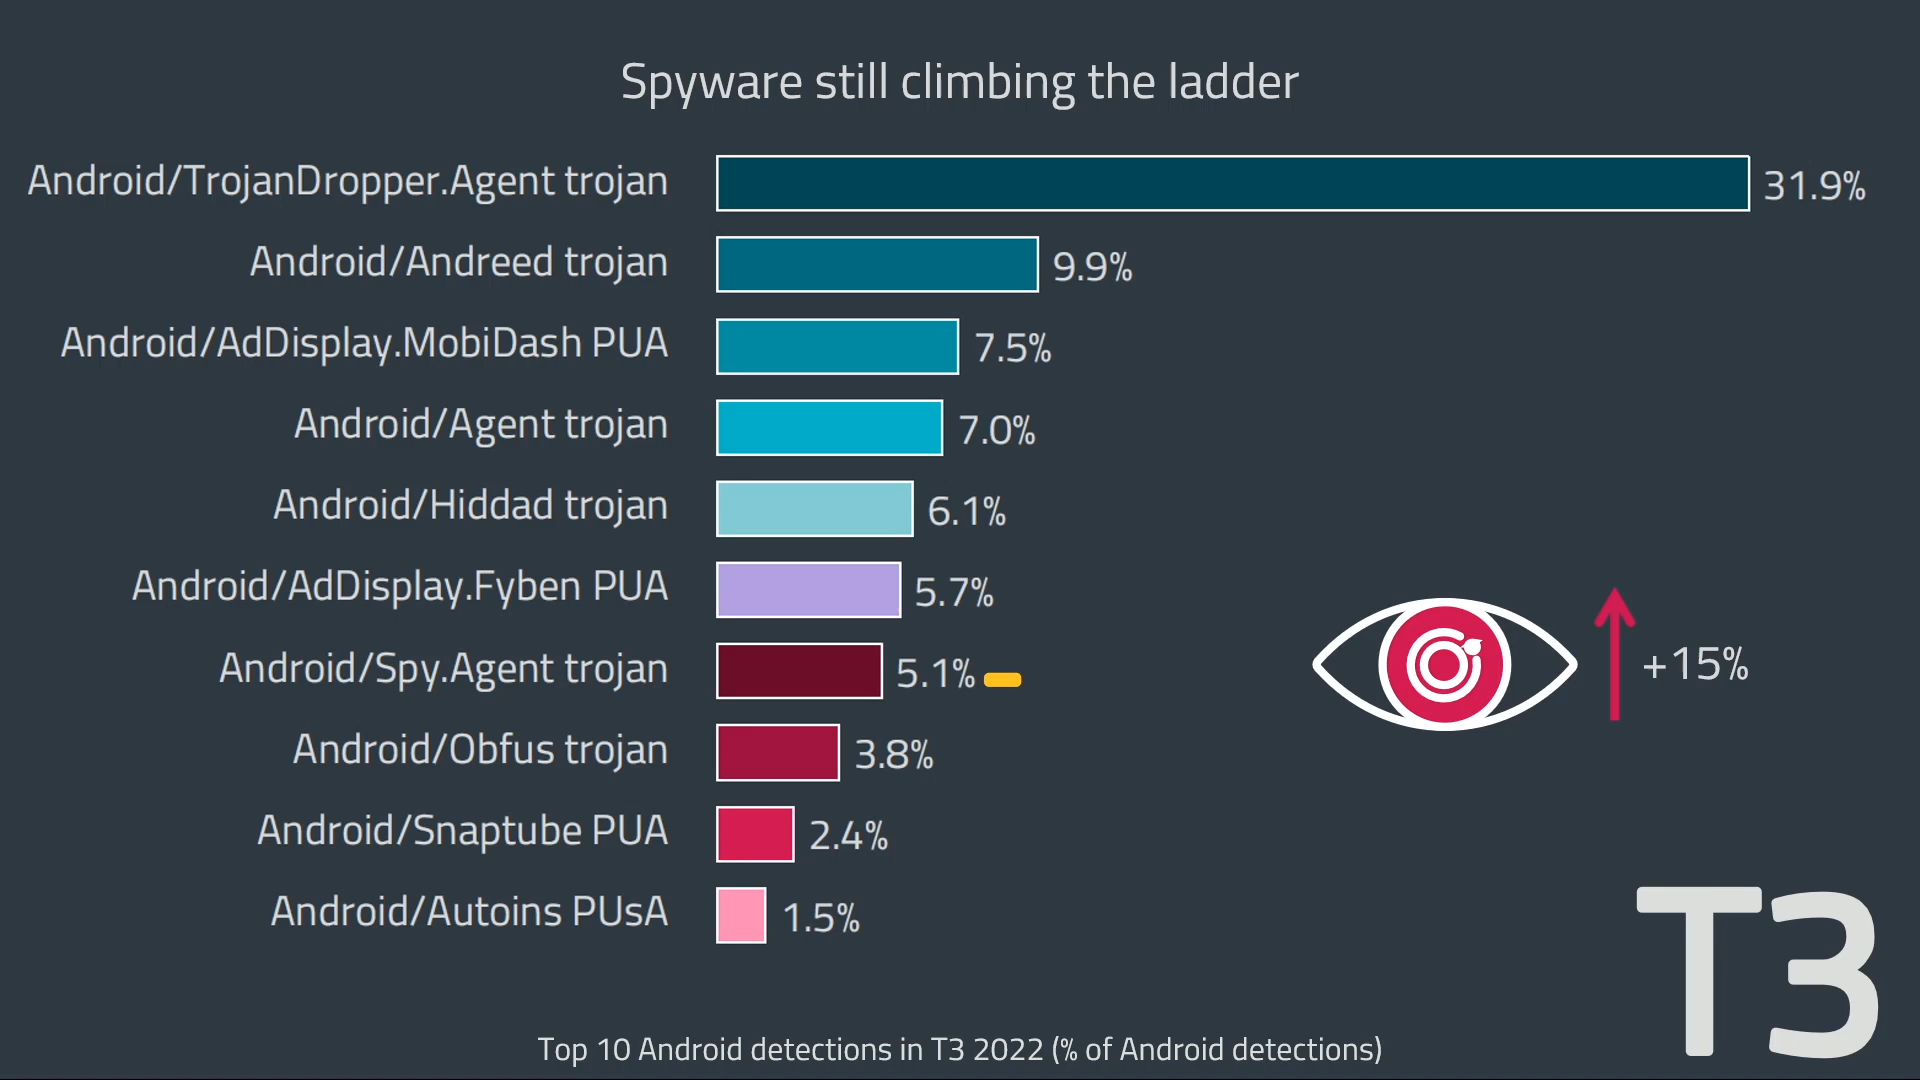 Spyware still climbing the ladder
Android/TrojanDropper.Agent trojan 31.9%
Android/Andreed trojan 9.9%
Android/AdDisplay.MobiDash PUA 7.5%
Android/Agent trojan 7.0%
Android/Hiddad trojan 6.1%
Android/AdDisplay.Fyben PUA 5.7%
Android/Spy.Agent trojan 5.1%
+15%
Android/Obfus trojan 3.8%
Android/Snaptube PUA 2.4%
Android/Autoins PUsA 1.5%
T3
Top 10 Android detections in T3 2022 (% of Android detections)